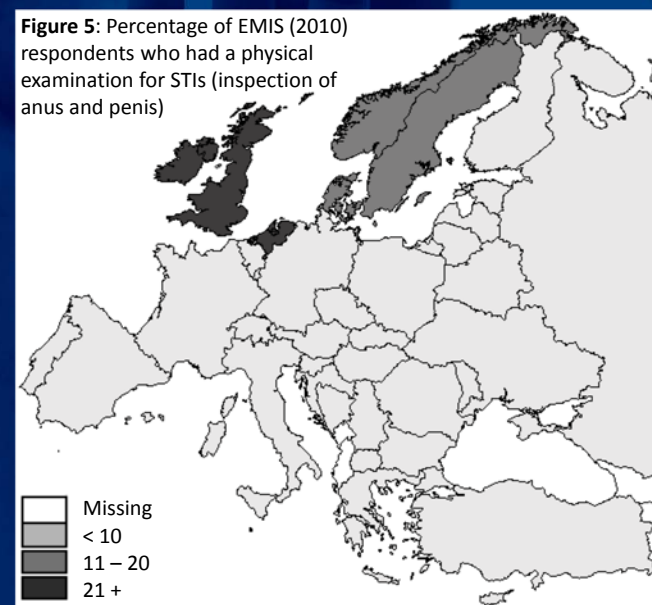 Figure 5: Percentage of EMIS (2010)
respondents who had a physical
examination for STIs (inspection of
anus and penis)
Missing
< 10
11 – 20
21 +